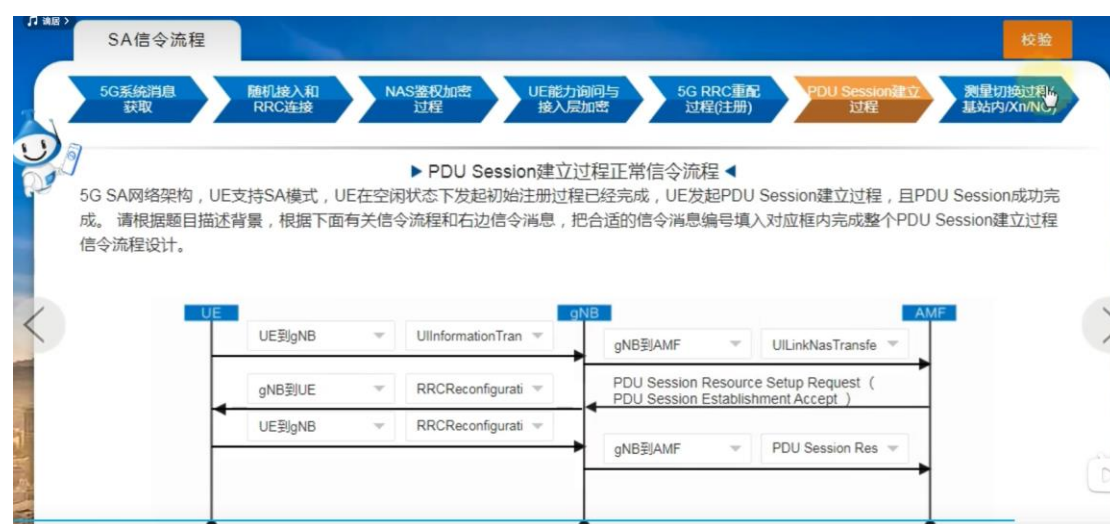 SA信令流程
校验
5G系统消息
获取
随机接入和
RRC连接
NAS鉴权加密
过程
UE能力询问与
接入层加密
5G RRC重配
过程(注册)
PDU Session建立
过程
测量切换过程
基站内/Xn/NG)
▶ PDU Session建立过程正常信令流程 ◀
5G SA网络架构，UE支持SA模式，UE在空闲状态下发起初始注册过程已经完成，UE发起PDU Session建立过程，且PDU Session成功完
成。 请根据题目描述背景，根据下面有关信令流程和右边信令消息，把合适的信令消息编号填入对应框内完成整个PDU Session建立过程
信令流程设计。
UE
gNB
AMF
UE到gNB
UlInformationTran
gNB到AMF
UlLinkNasTransfe
gNB到UE
RRCReconfigurati
PDU Session Resource Setup Request（
PDU Session Establishment Accept ）
UE到gNB
RRCReconfigurati
gNB到AMF
PDU Session Res